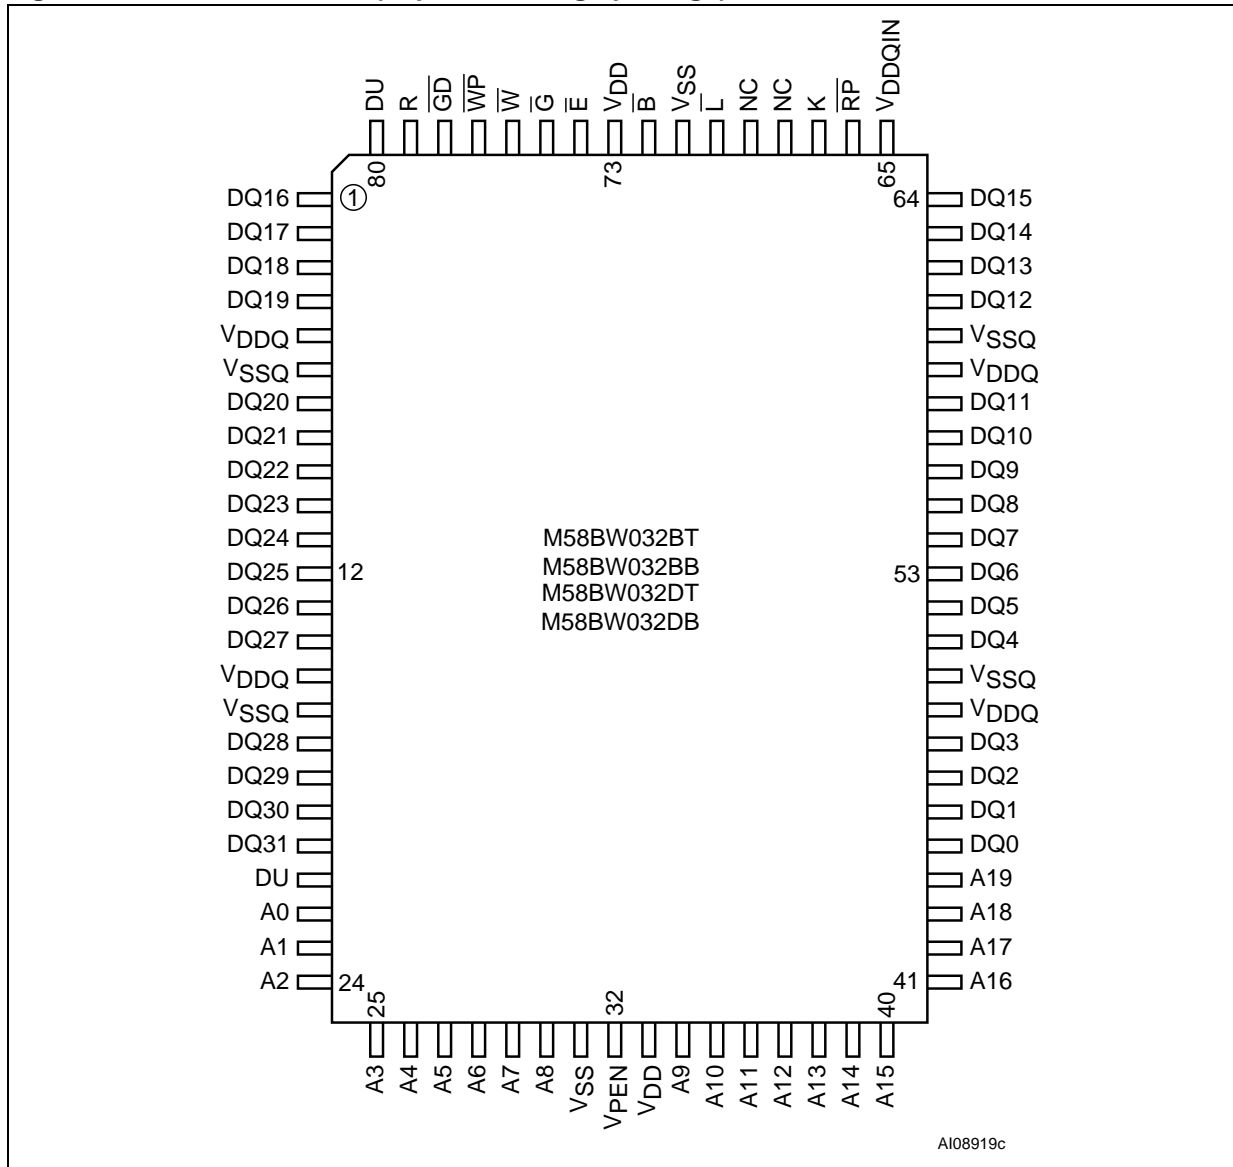 DU R G̅D̅ W̅P̅ W̅ G̅ E̅ VDD B̅ VSS L̅ NC NC K R̅P̅ VDDQIN
80 73 65
DQ16 1 64 DQ15
DQ17 DQ14
DQ18 DQ13
DQ19 DQ12
VDDQ VSSQ
VSSQ VDDQ
DQ20 DQ11
DQ21 DQ10
DQ22 DQ9
DQ23 DQ8
DQ24 M58BW032BT DQ7
DQ25 12 M58BW032BB 53 DQ6
DQ26 M58BW032DT DQ5
DQ27 M58BW032DB DQ4
VDDQ VSSQ
VSSQ VDDQ
DQ28 DQ3
DQ29 DQ2
DQ30 DQ1
DQ31 DQ0
DU A19
A0 A18
A1 A17
A2 24 41 A16
25 32 40
A3 A4 A5 A6 A7 A8 VSS VPEN VDD A9 A10 A11 A12 A13 A14 A15
AI08919c